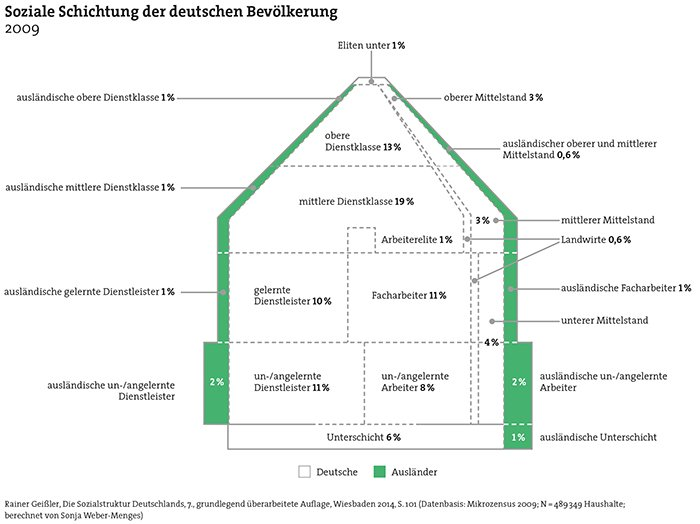 Soziale Schichtung der deutschen Bevölkerung
2009
Eliten unter 1 %
ausländische obere Dienstklasse 1 %
oberer Mittelstand 3 %
obere
Dienstklasse 13 %
ausländischer oberer und mittlerer
Mittelstand 0,6 %
ausländische mittlere Dienstklasse 1 %
mittlere Dienstklasse 19 %
3 %
mittlerer Mittelstand
Arbeiterelite 1 %
Landwirte 0,6 %
ausländische gelernte Dienstleister 1 %
gelernte
Dienstleister 10 %
Facharbeiter 11 %
ausländische Facharbeiter 1 %
unterer Mittelstand
4 %
ausländische un-/angelernte
Dienstleister
2 %
un-/angelernte
Dienstleister 11 %
un-/angelernte
Arbeiter 8 %
2 %
ausländische un-/angelernte
Arbeiter
Unterschicht 6 %
1 %
ausländische Unterschicht
Deutsche
Ausländer
Rainer Geißler, Die Sozialstruktur Deutschlands, 7., grundlegend überarbeitete Auflage, Wiesbaden 2014, S. 101 (Datenbasis: Mikrozensus 2009; N = 489 349 Haushalte;
berechnet von Sonja Weber-Menges)